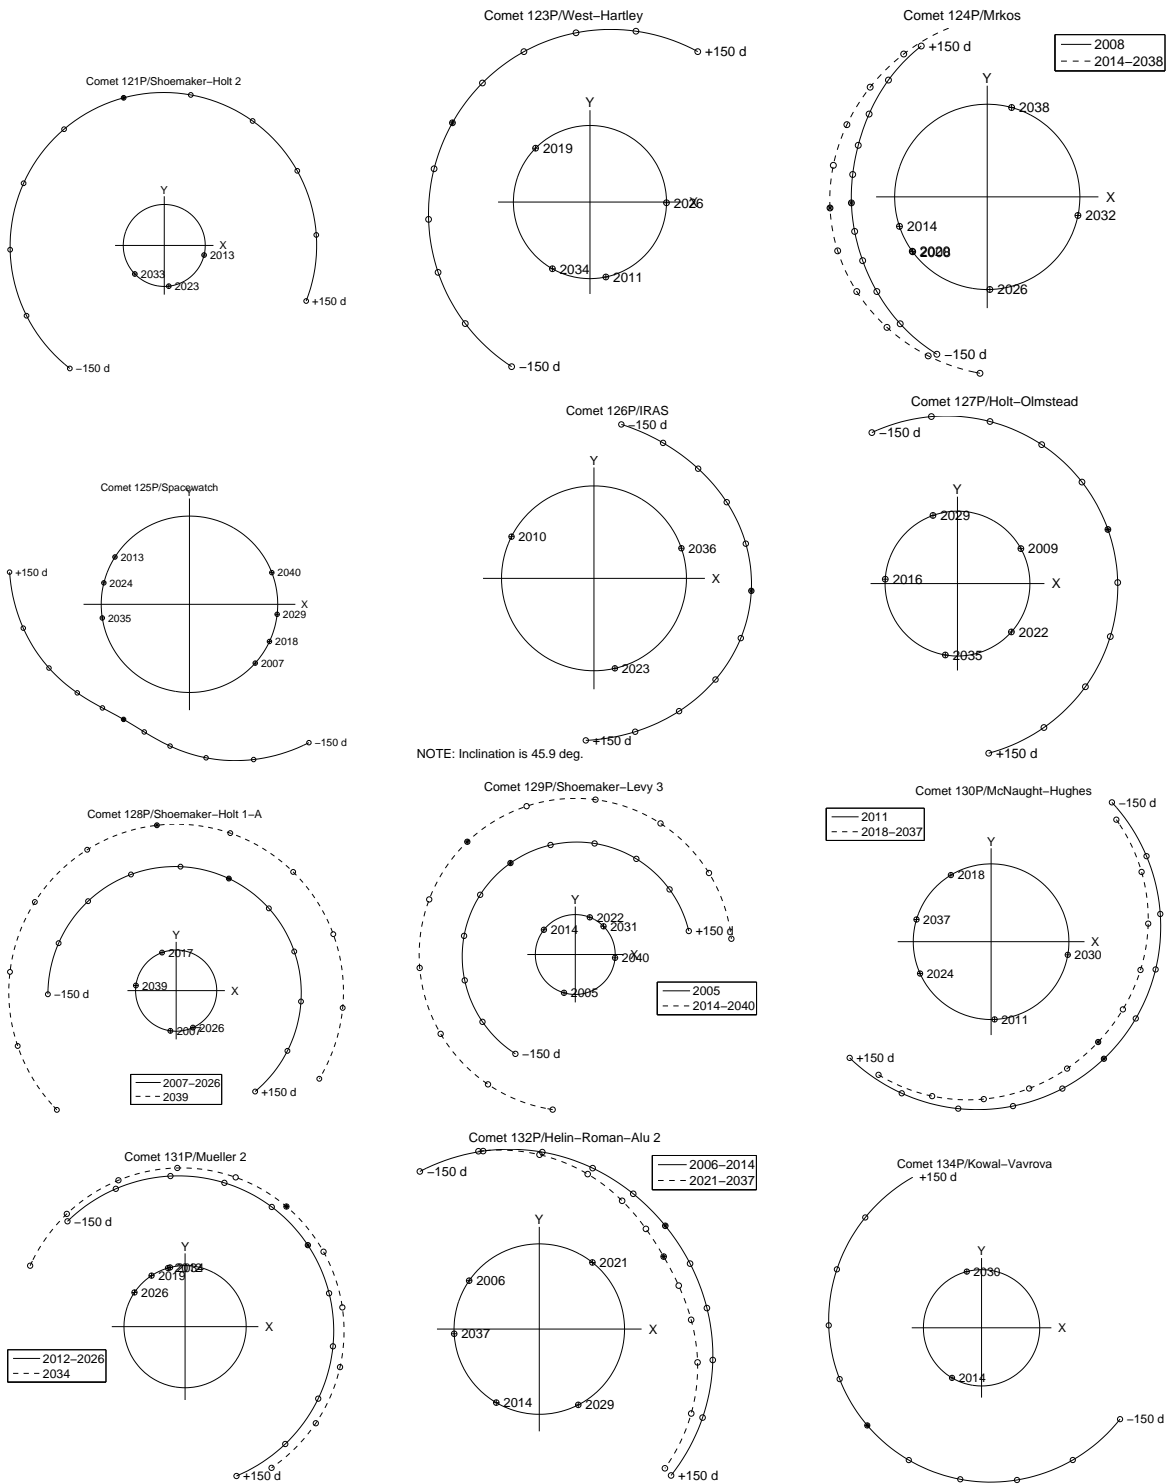 Comet 121P/Shoemaker−Holt 2
Y
X
2013
2033
2023
+150 d
−150 d
Comet 123P/West−Hartley
+150 d
Y
2019
2026
X
2034
2011
−150 d
Comet 124P/Mrkos
2008
2014−2038
+150 d
Y
2038
X
2014
2032
2008
2026
−150 d
Comet 125P/Spacewatch
Y
2013
+150 d
2040
2024
X
2029
2035
2018
2007
−150 d
Comet 126P/IRAS
−150 d
Y
2010
2036
X
2023
+150 d
NOTE: Inclination is 45.9 deg.
Comet 127P/Holt−Olmstead
−150 d
Y
2029
2009
2016
X
2022
2035
+150 d
Comet 128P/Shoemaker−Holt 1−A
Y
2017
2039
X
−150 d
2007
2026
2007−2026
2039
+150 d
Comet 129P/Shoemaker−Levy 3
Y
2022
2014
2031
+150 d
X
2040
2005
2005
2014−2040
−150 d
Comet 130P/McNaught−Hughes
−150 d
2011
2018−2037
Y
2018
2037
X
2030
2024
2011
+150 d
Comet 131P/Mueller 2
−150 d
Y
2019
2026
X
2012−2026
2034
+150 d
Comet 132P/Helin−Roman−Alu 2
−150 d
2006−2014
2021−2037
Y
2021
2006
X
2037
2014
2029
+150 d
Comet 134P/Kowal−Vavrova
+150 d
Y
2030
X
2014
−150 d